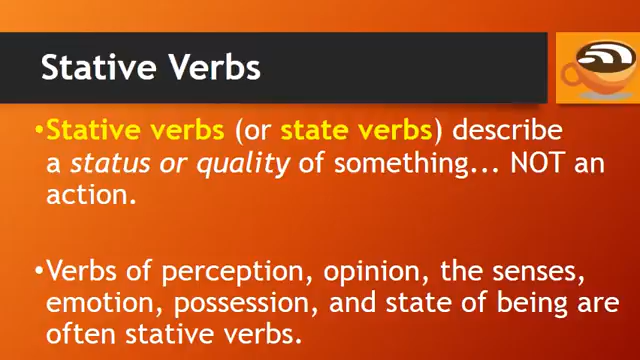 Stative Verbs
•Stative verbs (or state verbs) describe
a status or quality of something... NOT an
action.
•Verbs of perception, opinion, the senses,
emotion, possession, and state of being are
often stative verbs.